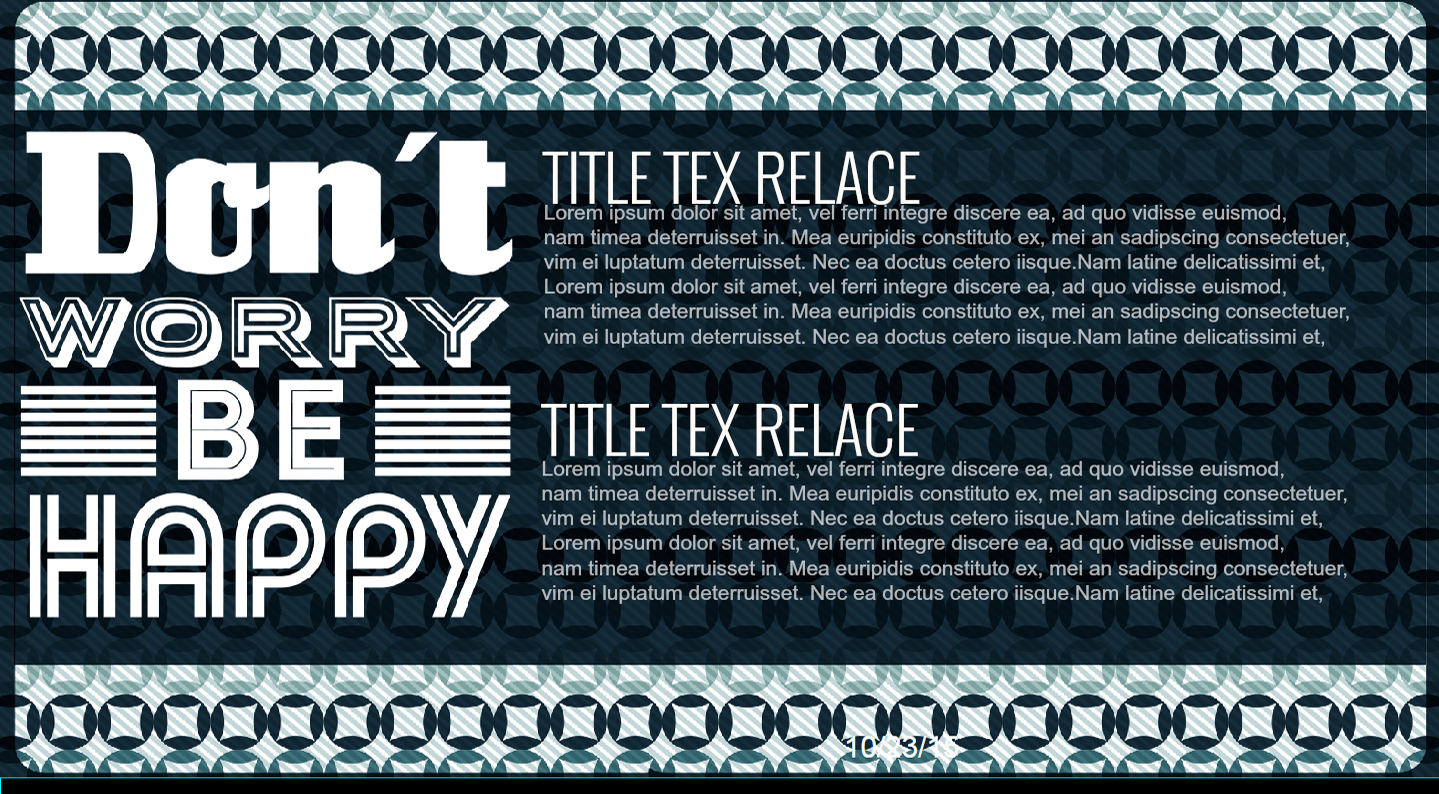 Don´t
WORRY
BE
HAPPY
TITLE TEX RELACE
Lorem ipsum dolor sit amet, vel ferri integre discere ea, ad quo vidisse euismod,
nam timea deterruisset in. Mea euripidis constituto ex, mei an sadipscing consectetuer,
vim ei luptatum deterruisset. Nec ea doctus cetero iisque.Nam latine delicatissimi et,
Lorem ipsum dolor sit amet, vel ferri integre discere ea, ad quo vidisse euismod,
nam timea deterruisset in. Mea euripidis constituto ex, mei an sadipscing consectetuer,
vim ei luptatum deterruisset. Nec ea doctus cetero iisque.Nam latine delicatissimi et,
TITLE TEX RELACE
Lorem ipsum dolor sit amet, vel ferri integre discere ea, ad quo vidisse euismod,
nam timea deterruisset in. Mea euripidis constituto ex, mei an sadipscing consectetuer,
vim ei luptatum deterruisset. Nec ea doctus cetero iisque.Nam latine delicatissimi et,
Lorem ipsum dolor sit amet, vel ferri integre discere ea, ad quo vidisse euismod,
nam timea deterruisset in. Mea euripidis constituto ex, mei an sadipscing consectetuer,
vim ei luptatum deterruisset. Nec ea doctus cetero iisque.Nam latine delicatissimi et,